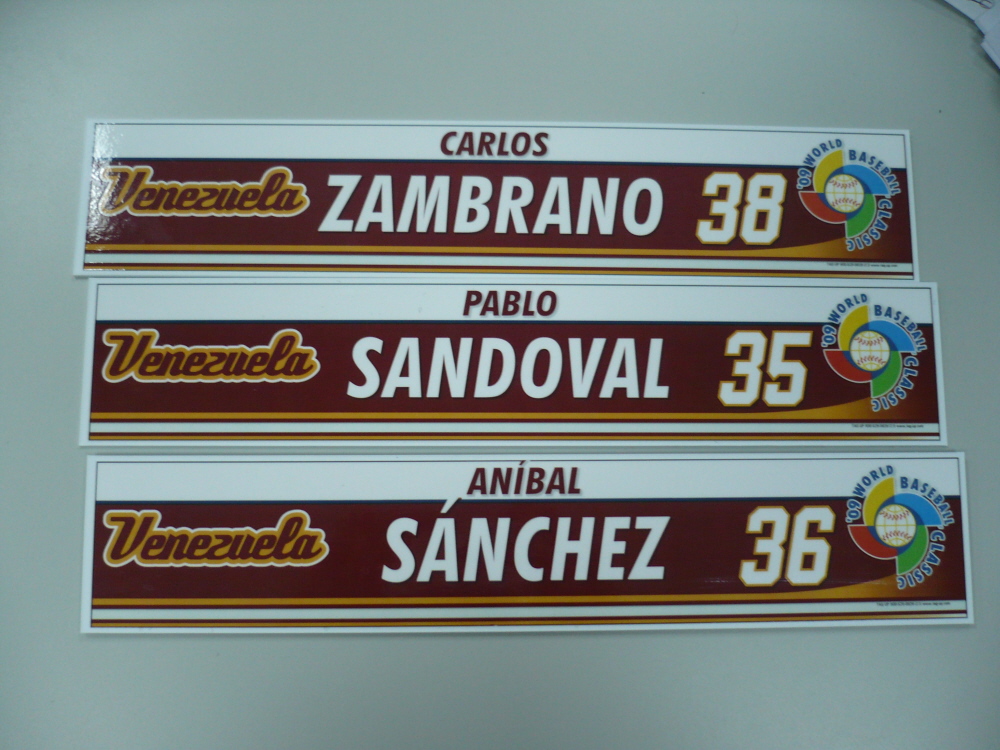 CARLOS
Venezuela ZAMBRANO 38
'09 WORLD BASEBALL CLASSIC
PABLO
Venezuela SANDOVAL 35
'09 WORLD BASEBALL CLASSIC
ANÍBAL
Venezuela SÁNCHEZ 36
'09 WORLD BASEBALL CLASSIC